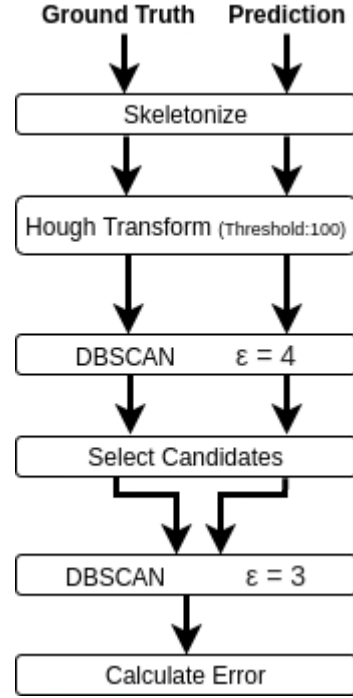 Ground Truth Prediction
Skeletonize
Hough Transform (Threshold:100)
DBSCAN ε = 4
Select Candidates
DBSCAN ε = 3
Calculate Error